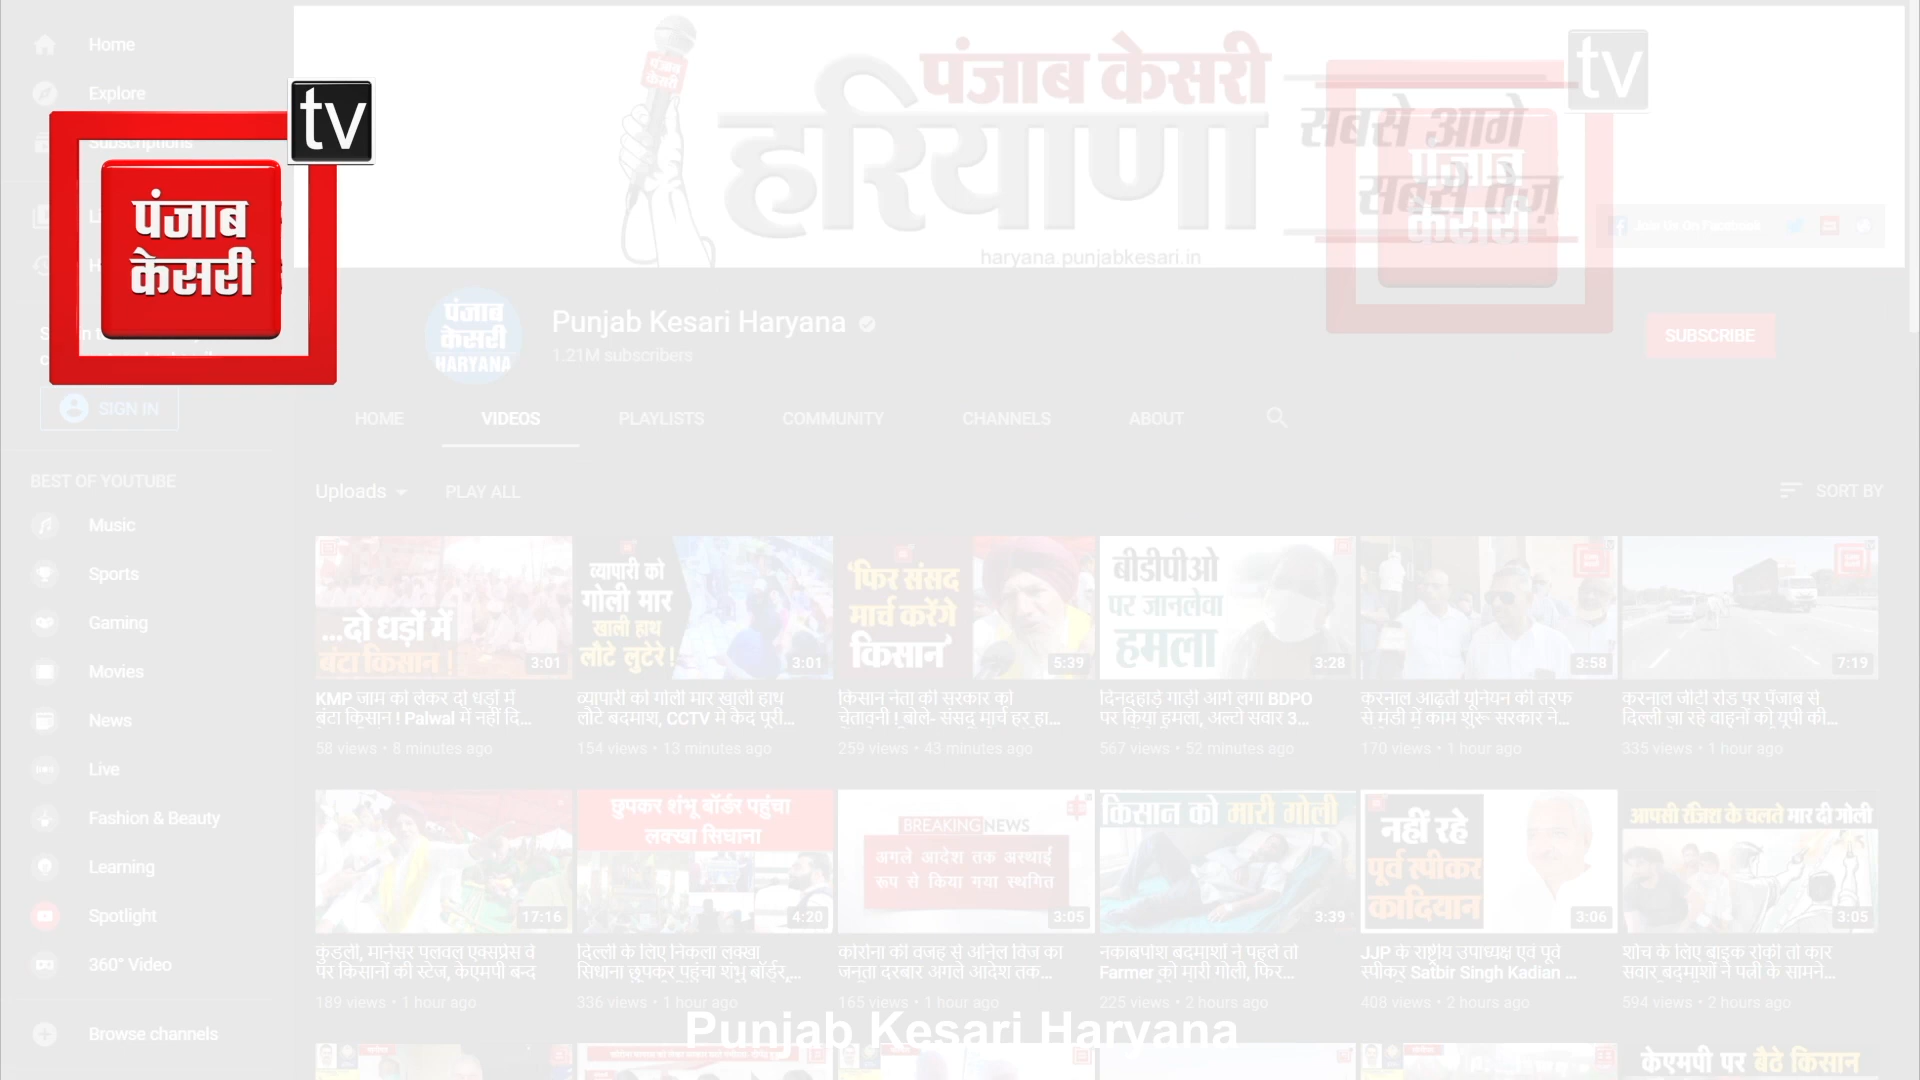 Home
Explore
Subscriptions
tv
पंजाब
केसरी
SIGN IN
BEST OF YOUTUBE
Music
Sports
Gaming
Movies
News
Live
Fashion & Beauty
Learning
Spotlight
360° Video
Browse channels
पंजाब
केसरी
पंजाब केसरी
हरियाणा
haryana.punjabkesari.in
सबसे आगे
सबसे तेज़
tv
पंजाब
केसरी
Join Us On Facebook
पंजाब
केसरी
HARYANA
Punjab Kesari Haryana
1.21M subscribers
SUBSCRIBE
HOME VIDEOS PLAYLISTS COMMUNITY CHANNELS ABOUT
Uploads PLAY ALL SORT BY
...दो धड़ों में
बंटा किसान !
3:01
KMP जाम को लेकर दो धड़ों में
बंटा किसान ! Palwal में नहीं दि...
58 views • 8 minutes ago
व्यापारी को
गोली मार
खाली हाथ
लौटे लुटेरे !
3:01
व्यापारी को गोली मार खाली हाथ
लौटे बदमाश, CCTV में कैद पूरी...
154 views • 13 minutes ago
'फिर संसद
मार्च करेंगे
किसान'
5:39
किसान नेता की सरकार को
चेतावनी ! बोले- संसद मार्च हर हा...
259 views • 43 minutes ago
बीडीपीओ
पर जानलेवा
हमला
3:28
दिनदहाड़े गाड़ी आगे लगा BDPO
पर किया हमला, अल्टो सवार 3...
567 views • 52 minutes ago
3:58
करनाल आढ़ती यूनियन की तरफ
से मंडी में काम शुरू सरकार ने...
170 views • 1 hour ago
7:19
करनाल जीटी रोड पर पंजाब से
दिल्ली जा रहे वाहनों को यूपी की...
335 views • 1 hour ago
17:16
कुंडली, मानेसर पलवल एक्सप्रेस वे
पर किसानों की स्टेज, केएमपी बन्द
189 views • 1 hour ago
छुपकर शंभू बॉर्डर पहुंचा
लक्खा सिधाना
4:20
दिल्ली के लिए निकला लक्खा
सिधाना छुपकर पहुंचा शंभू बॉर्डर,...
336 views • 1 hour ago
BREAKING NEWS
अगले आदेश तक अस्थाई
रूप से किया गया स्थगित
3:05
कोरोना की वजह से अनिल विज का
जनता दरबार अगले आदेश तक...
165 views • 1 hour ago
किसान को मारी गोली
3:39
नकाबपोश बदमाशों ने पहले तो
Farmer को मारी गोली, फिर...
225 views • 2 hours ago
नहीं रहे
पूर्व स्पीकर
कादियान
3:06
JJP के राष्ट्रीय उपाध्यक्ष एवं पूर्व
स्पीकर Satbir Singh Kadian ...
408 views • 2 hours ago
आपसी रंजिश के चलते मार दी गोली
3:05
शौच के लिए बाइक रोकी तो कार
सवार बदमाशों ने पत्नी के सामने...
594 views • 2 hours ago
Punjab Kesari Haryana
केएमपी पर बैठे किसान